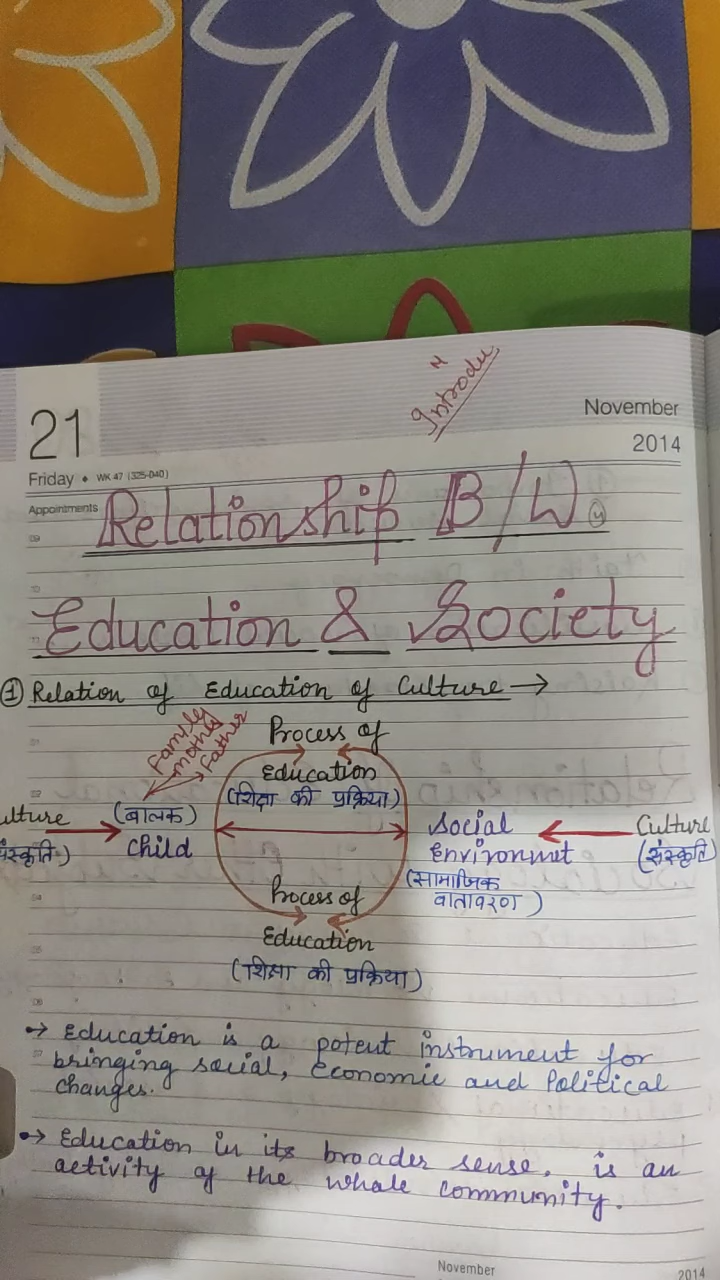 Introdu
21
November
2014
Friday • WK 47 (325-040)
Appointments
Relationship B/W.
Education & Society
① Relation of Education of Culture →
Family
mother
Father
Process of
Education
(शिक्षा की प्रक्रिया)
ulture
(बालक)
child
Social
Environmet
(सामाजिक
वातावरण)
Culture
(संस्कृति)
Process of
Education
(शिक्षा की प्रक्रिया)
→ Education is a potent instrument for
bringing social, Economic and Political
changes.
→ Education in its broader sense, is an
activity of the whole community.
November
2014